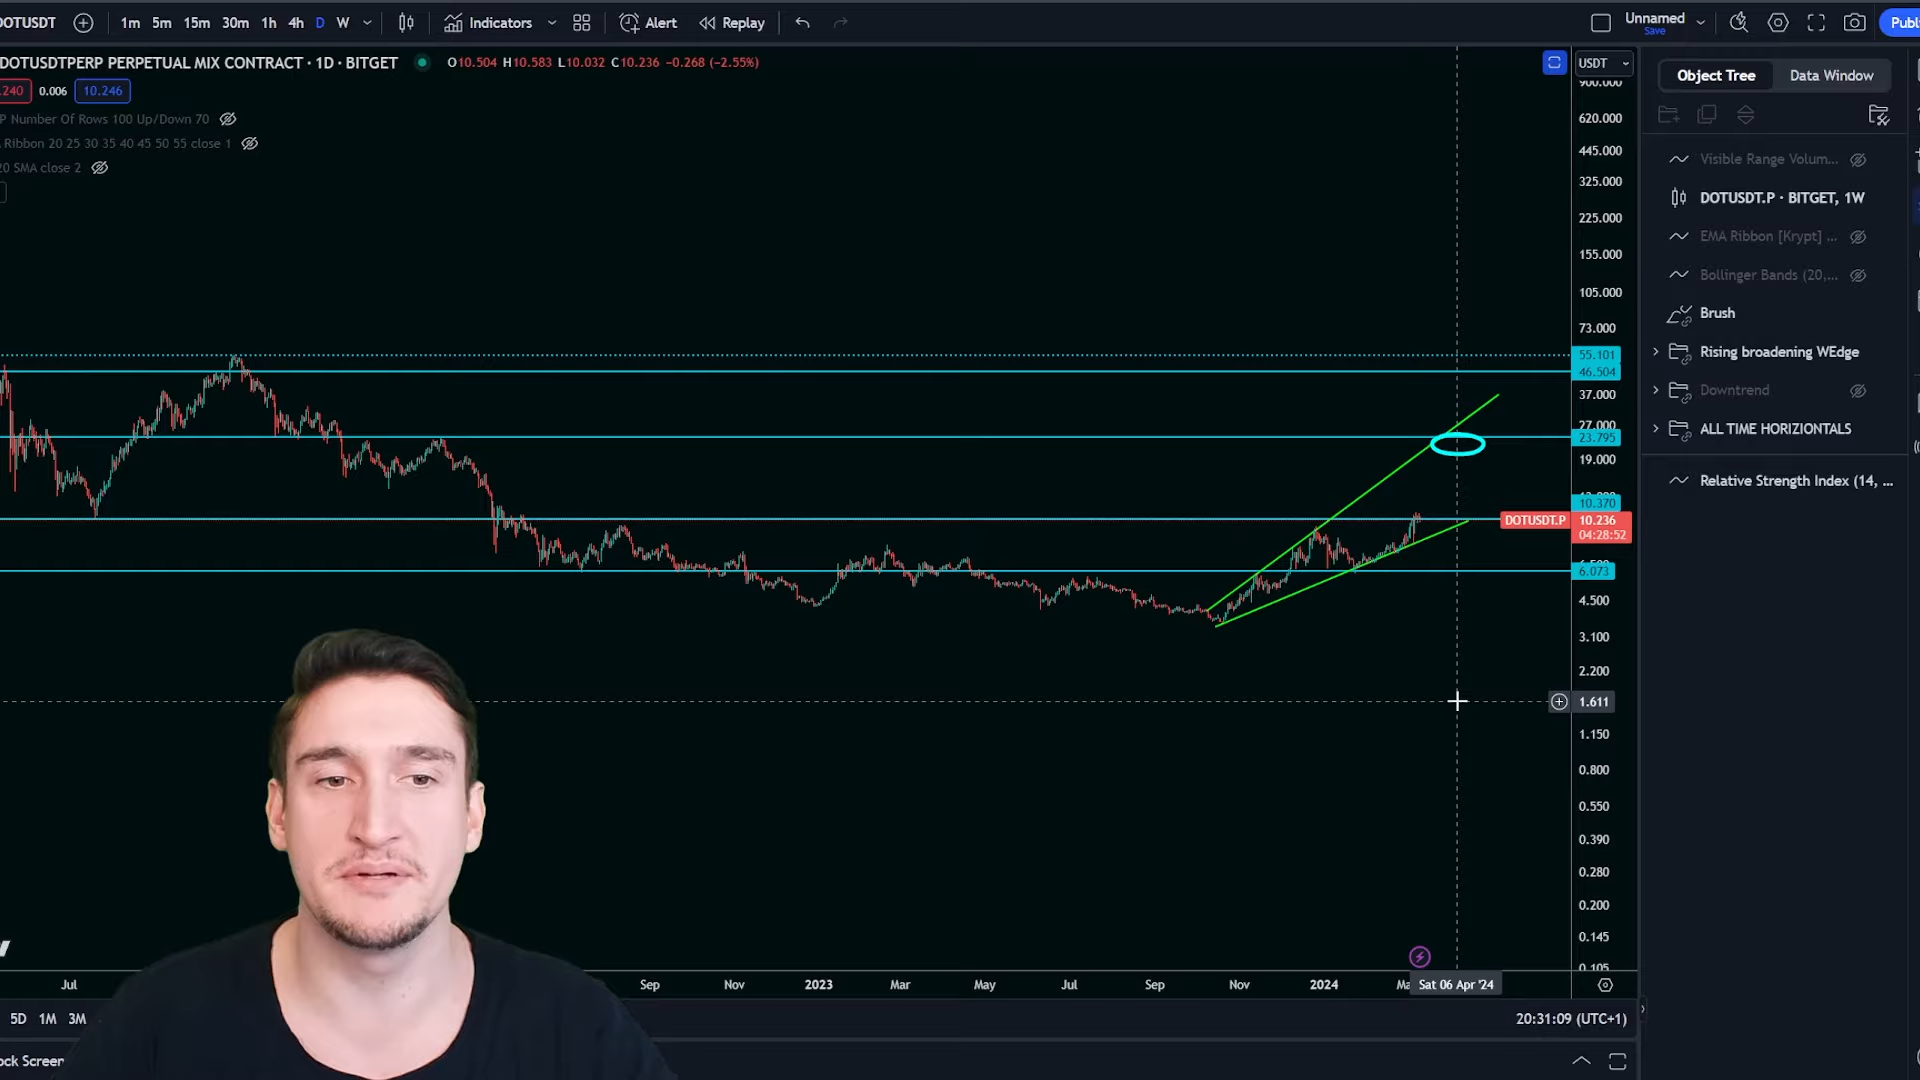 DOTUSDT 1m 5m 15m 30m 1h 4h D W Indicators Alert Replay Unnamed Save
DOTUSDTPERP PERPETUAL MIX CONTRACT · 1D · BITGET O10.504 H10.583 L10.032 C10.236 −0.268 (−2.55%) USDT
.240 0.006 10.246
P Number Of Rows 100 Up/Down 70
Ribbon 20 25 30 35 40 45 50 55 close 1
20 SMA close 2
900.000
620.000
445.000
325.000
225.000
155.000
105.000
73.000
55.101
46.504
37.000
27.000
23.795
19.000
10.370
DOTUSDT.P 10.236
04:28:52
6.073
4.500
3.100
2.200
1.611
1.150
0.800
0.550
0.390
0.280
0.200
0.145
0.105
Jul Sep Nov 2023 Mar May Jul Sep Nov 2024 Sat 06 Apr '24
5D 1M 3M 20:31:09 (UTC+1)
Object Tree Data Window
Visible Range Volum...
DOTUSDT.P · BITGET, 1W
EMA Ribbon [Krypt] ...
Bollinger Bands (20,...
Brush
Rising broadening WEdge
Downtrend
ALL TIME HORIZIONTALS
Relative Strength Index (14, ...